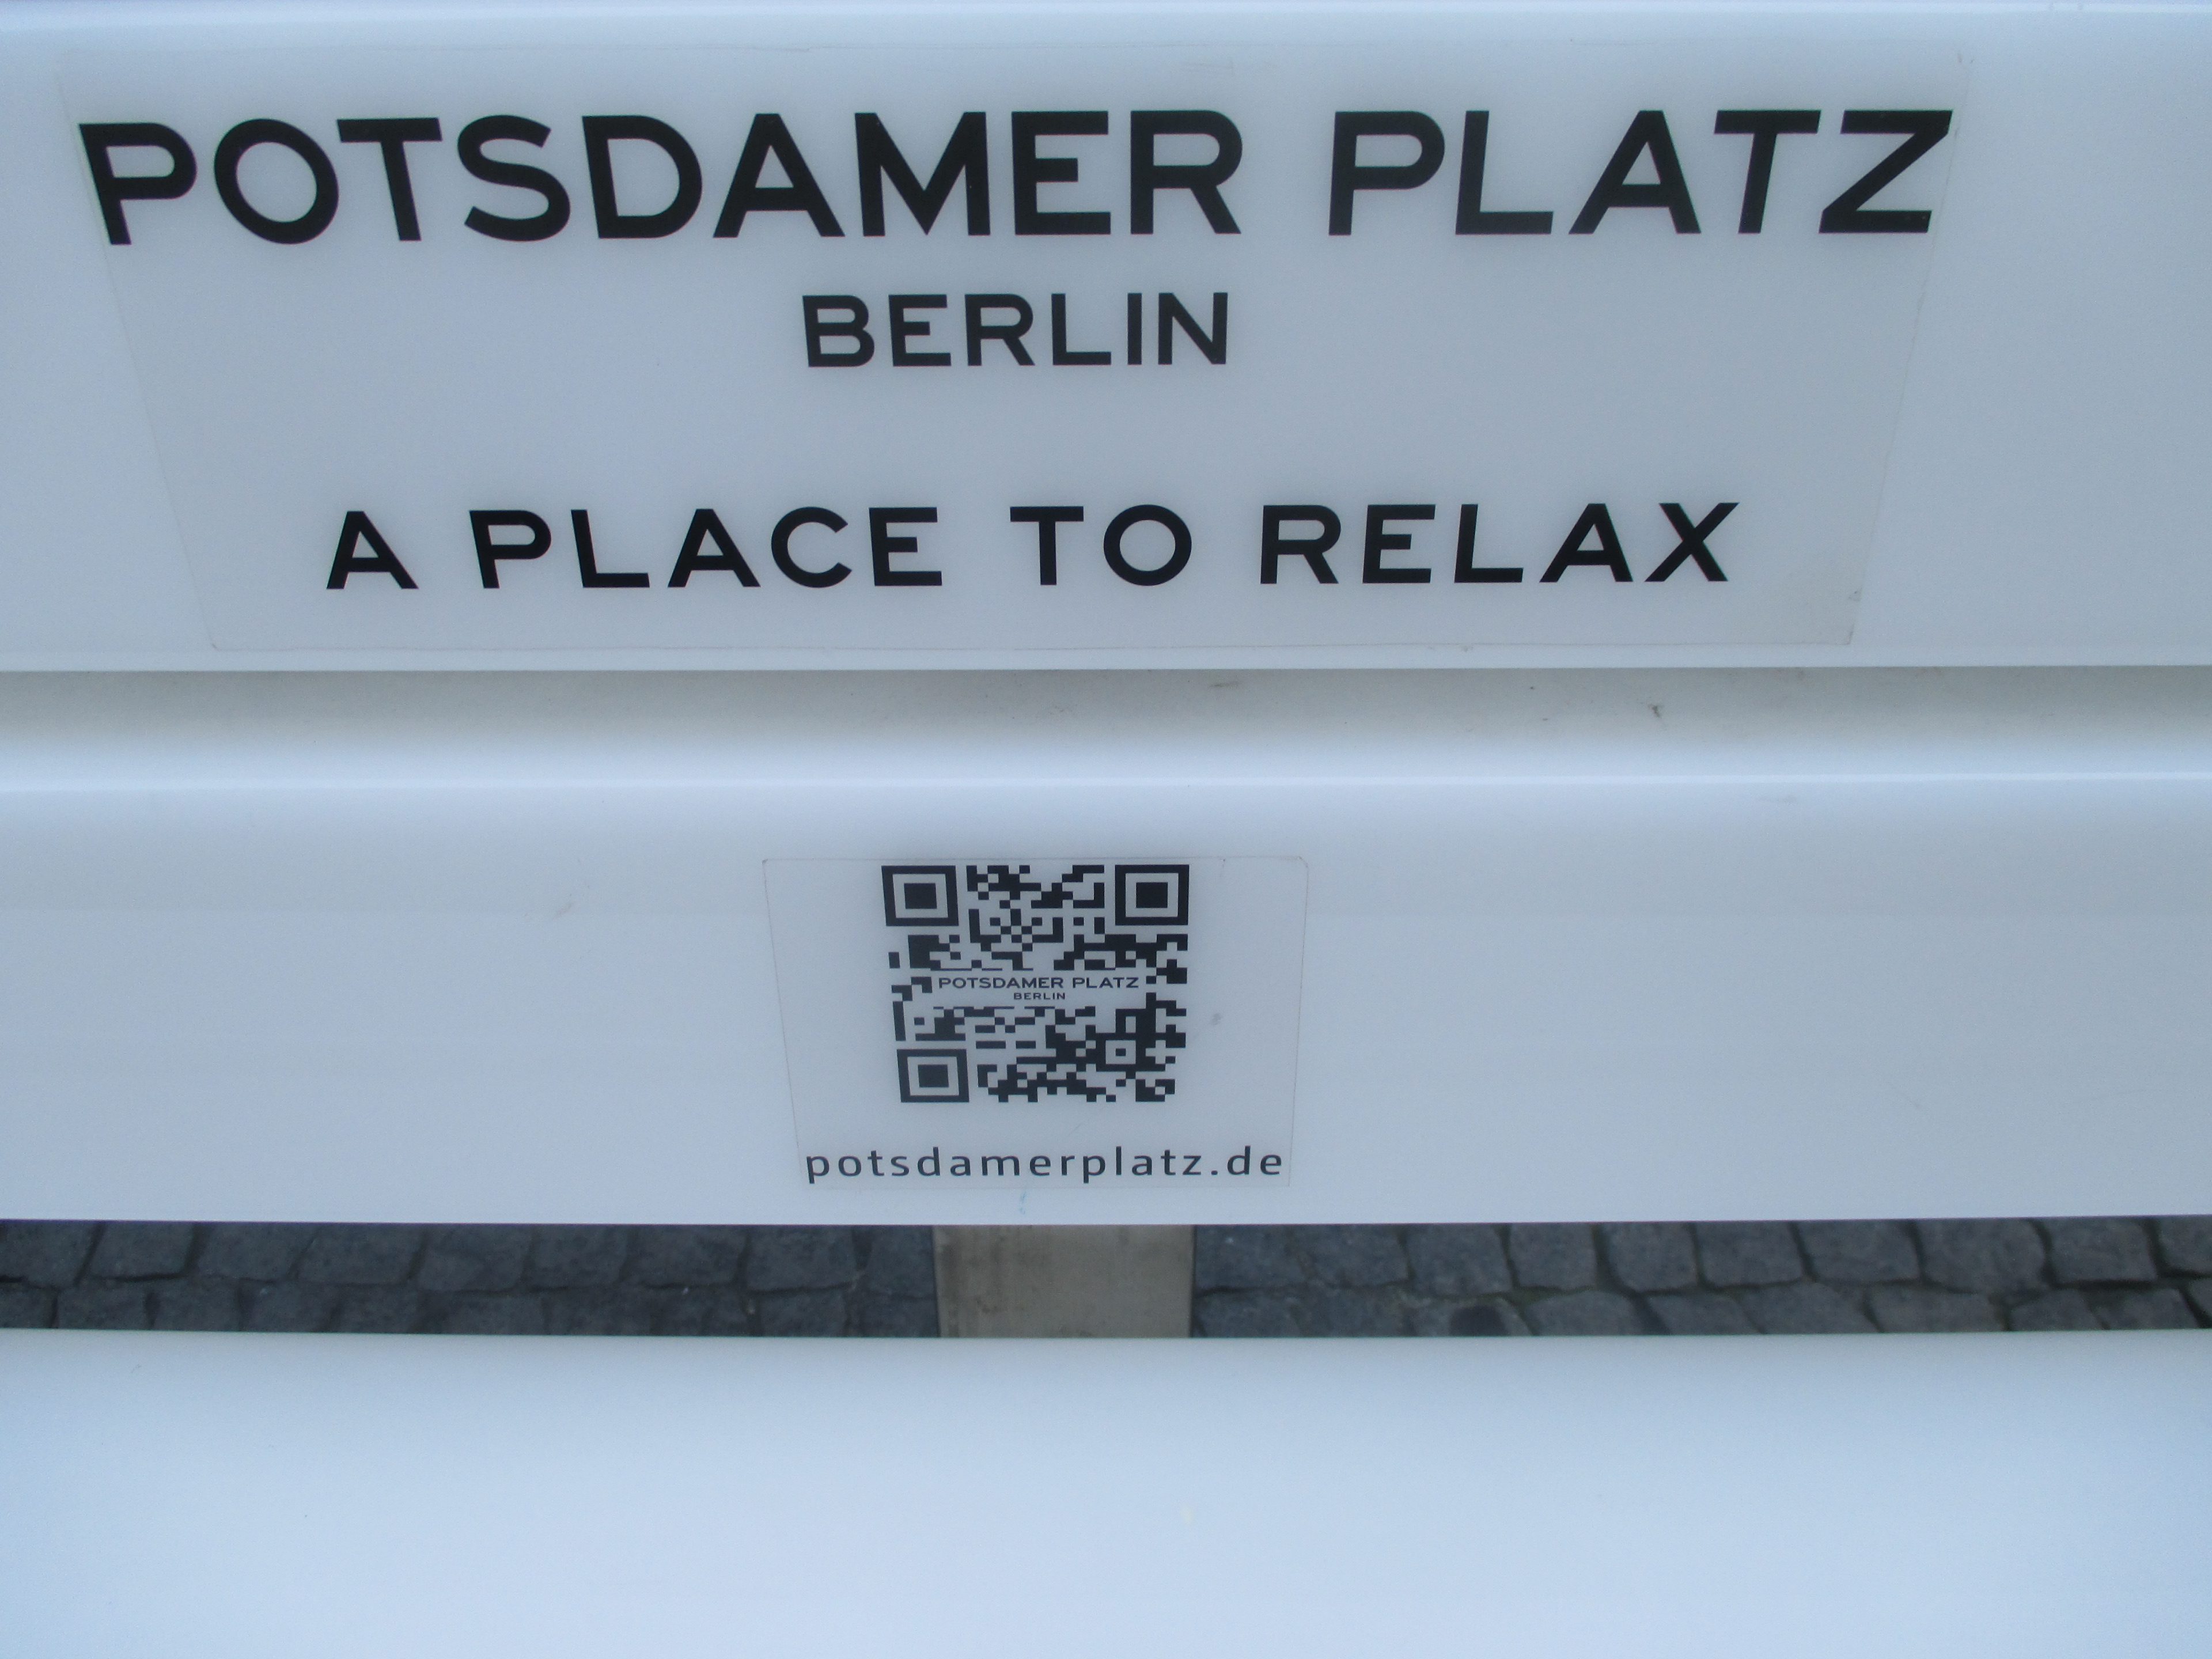 POTSDAMER PLATZ
BERLIN
A PLACE TO RELAX
POTSDAMER PLATZ
BERLIN
potsdamerplatz.de